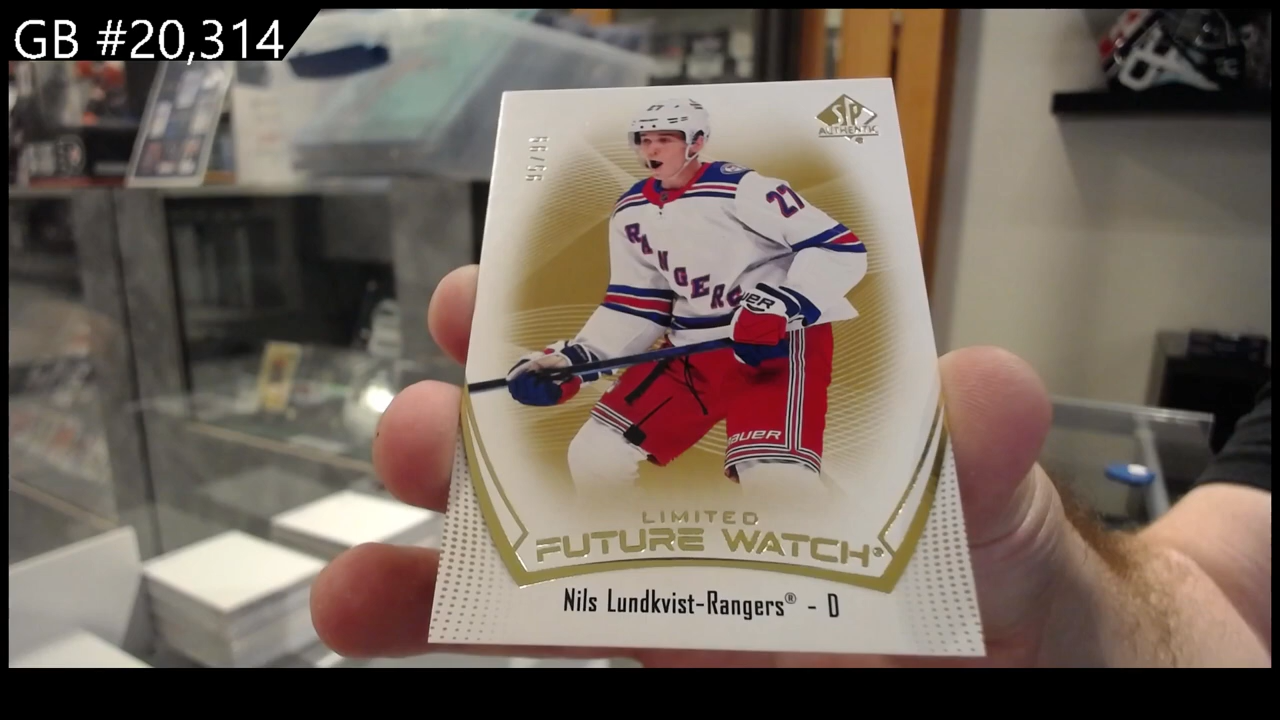 GB #20,314
SP
AUTHENTIC
27
RANGERS
BAUER
LIMITED
FUTURE WATCH
Nils Lundkvist-Rangers® - D